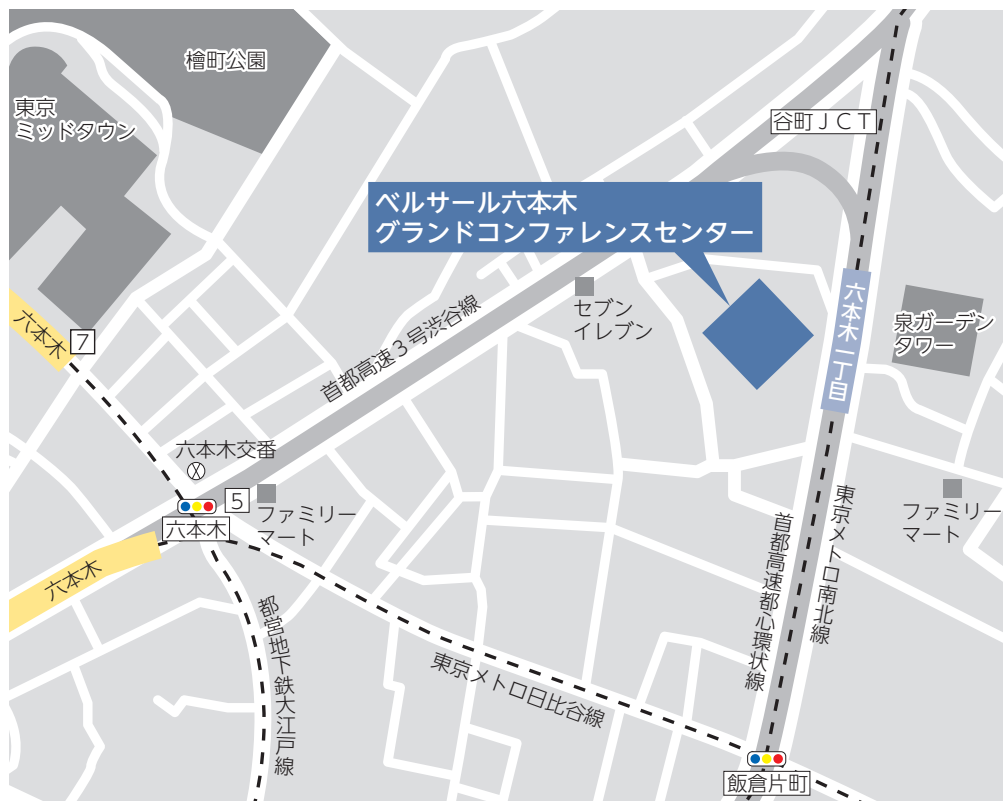 檜町公園
東京
ミッドタウン
谷町JCT
ベルサール六本木
グランドコンファレンスセンター
六本木
7
首都高速3号渋谷線
セブン
イレブン
六本木一丁目
泉ガーデン
タワー
六本木交番
5
ファミリー
マート
六本木
六本木
都営地下鉄大江戸線
東京メトロ日比谷線
首都高速都心環状線
東京メトロ南北線
ファミリー
マート
飯倉片町